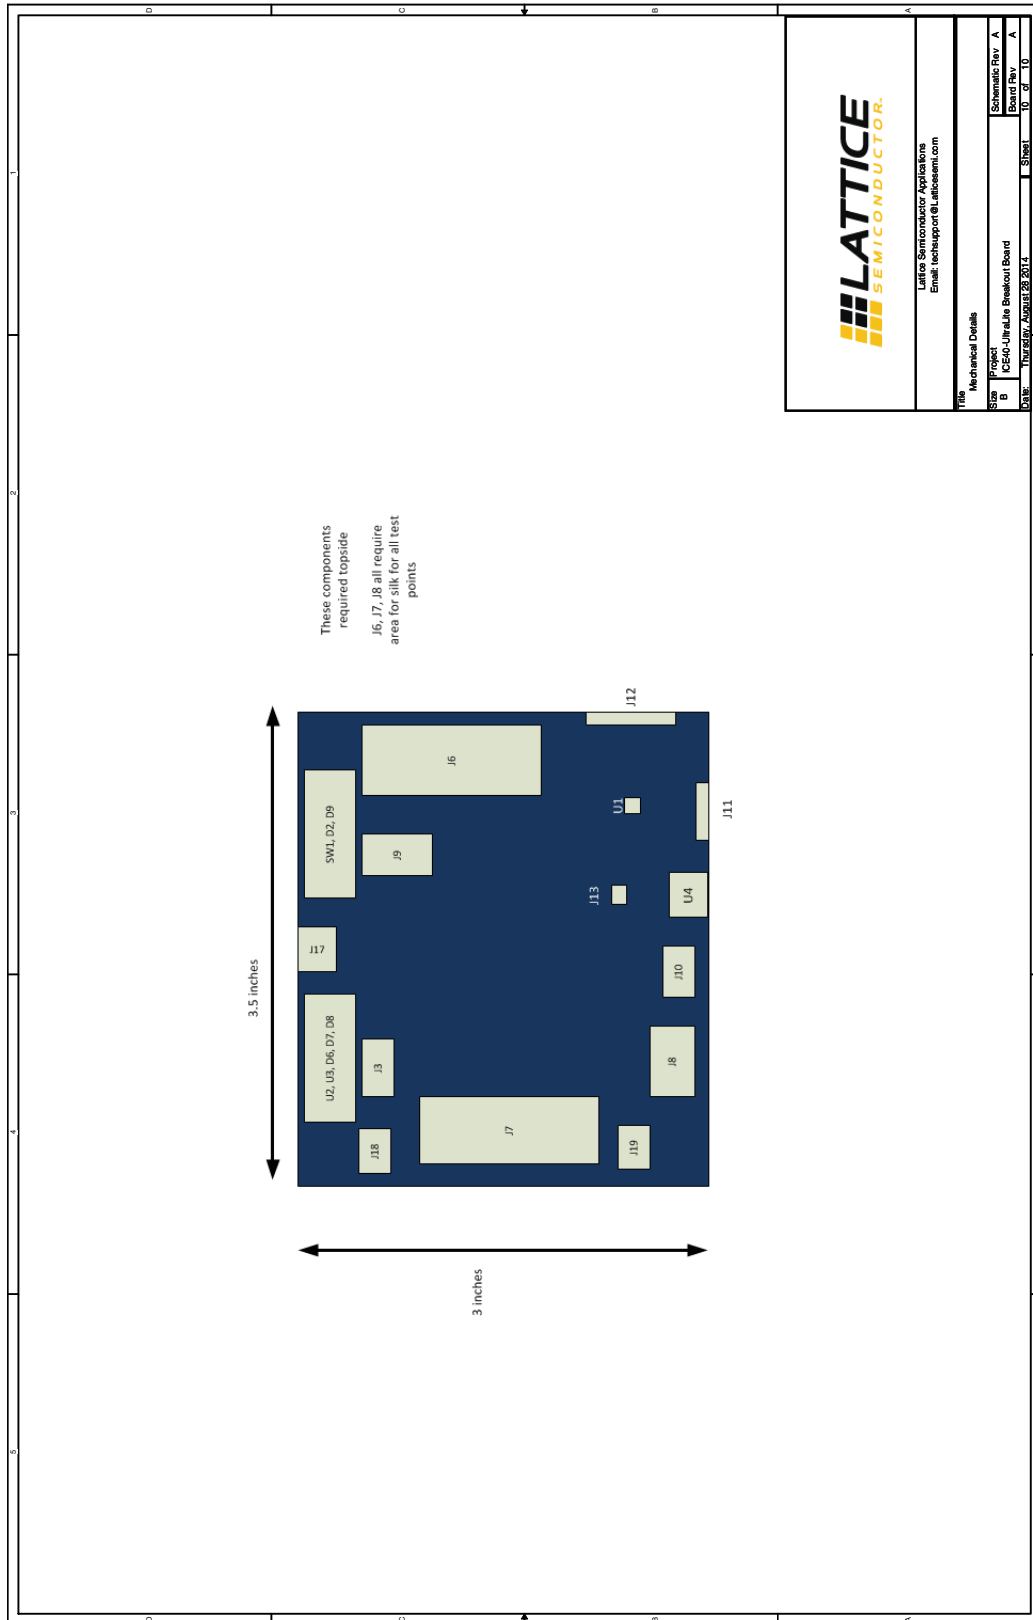 5
4
3
2
1
D
D
C
C
B
B
A
A
3.5 inches
3 inches
U2, U3, D6, D7, D8
J17
SW1, D2, D9
J18
J3
J9
J6
J7
J13
U1
J12
J19
J8
J10
U4
J11
These components
required topside
J6, J7, J8 all require
area for silk for all test
points
LATTICE
SEMICONDUCTOR.
Lattice Semiconductor Applications
Email: techsupport@Latticesemi.com
Title
Mechanical Details
Size
Project
Schematic Rev
A
B
ICE40-UltraLite Breakout Board
Board Rev
A
Date:
Thursday, August 28 2014
Sheet
10
of
10